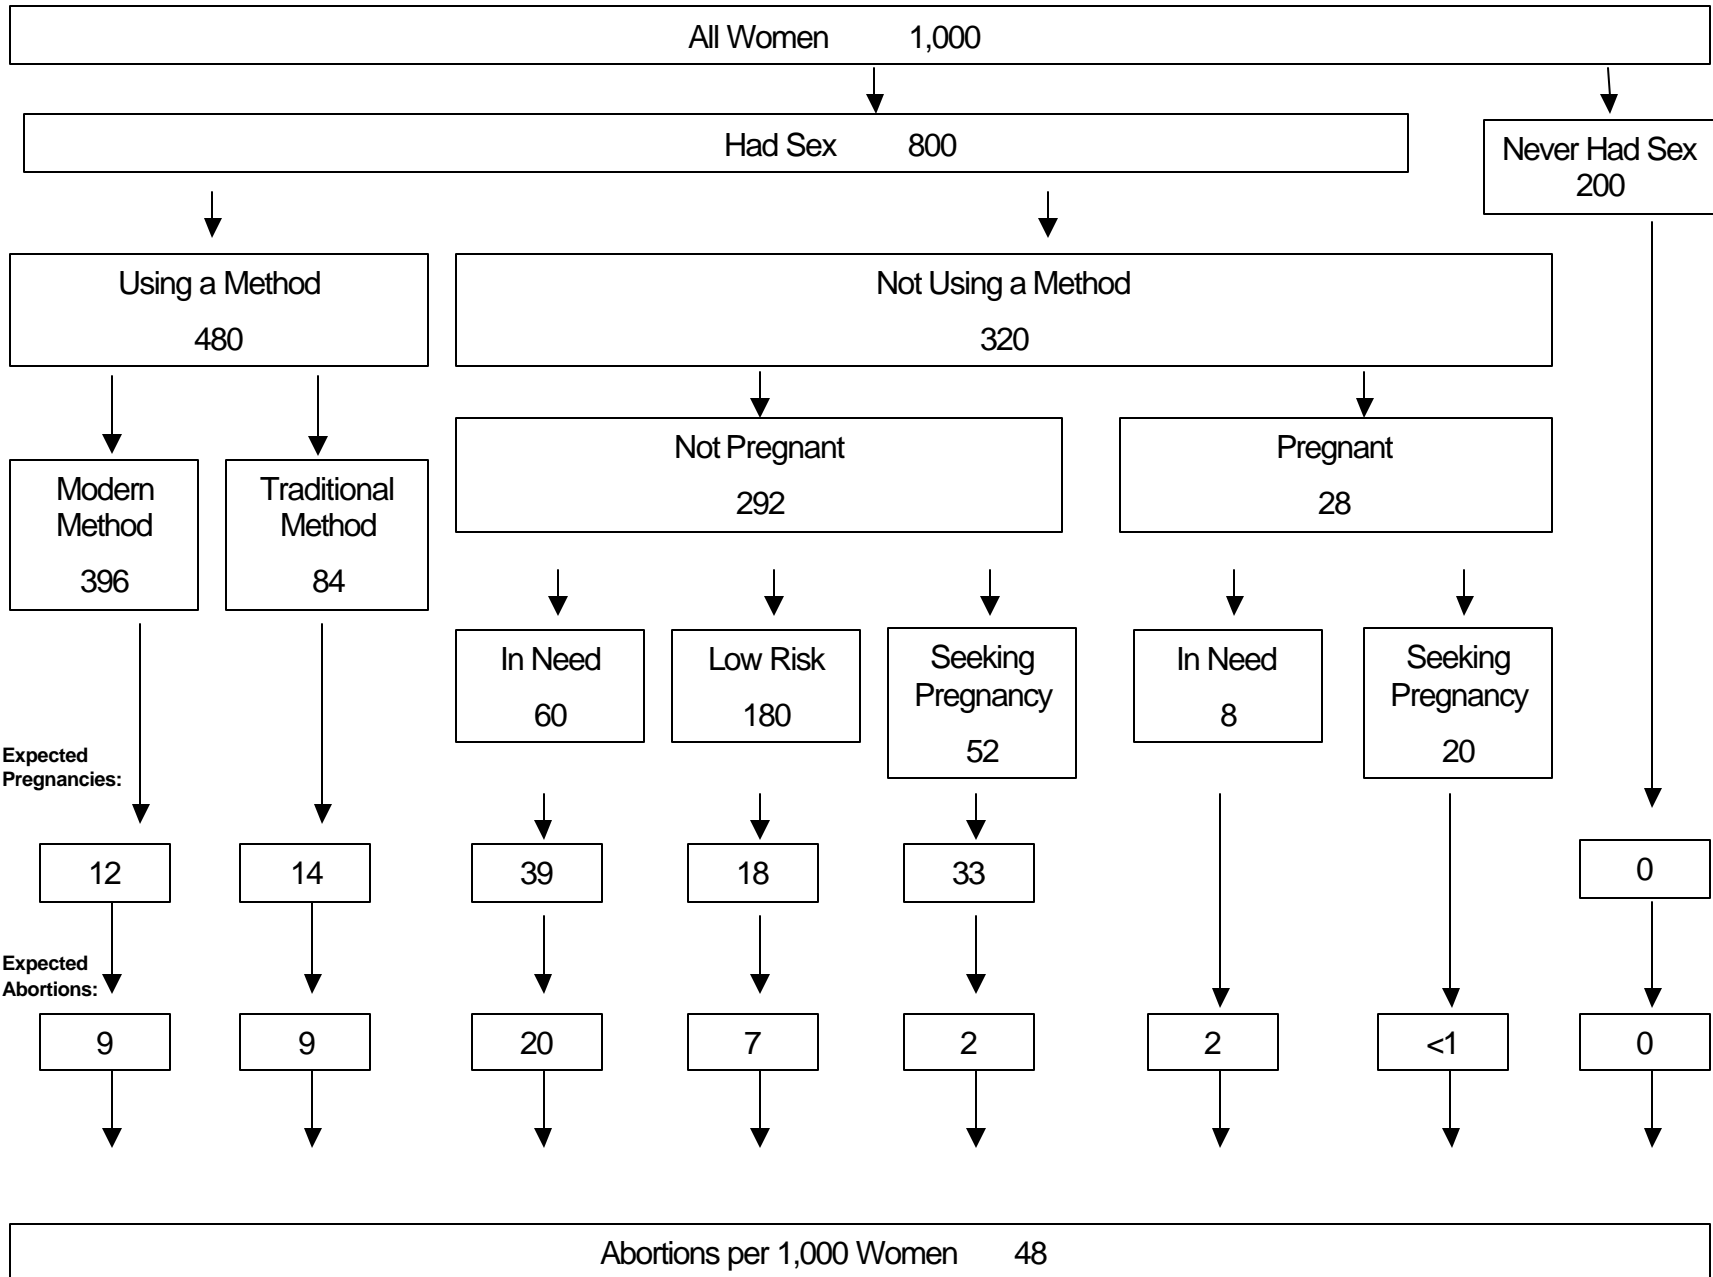 All Women 1,000
Had Sex 800
Never Had Sex
200
Using a Method
480
Not Using a Method
320
Modern
Method
396
Traditional
Method
84
Not Pregnant
292
Pregnant
28
In Need
60
Low Risk
180
Seeking
Pregnancy
52
In Need
8
Seeking
Pregnancy
20
Expected
Pregnancies:
12
14
39
18
33
0
Expected
Abortions:
9
9
20
7
2
2
<1
0
Abortions per 1,000 Women 48